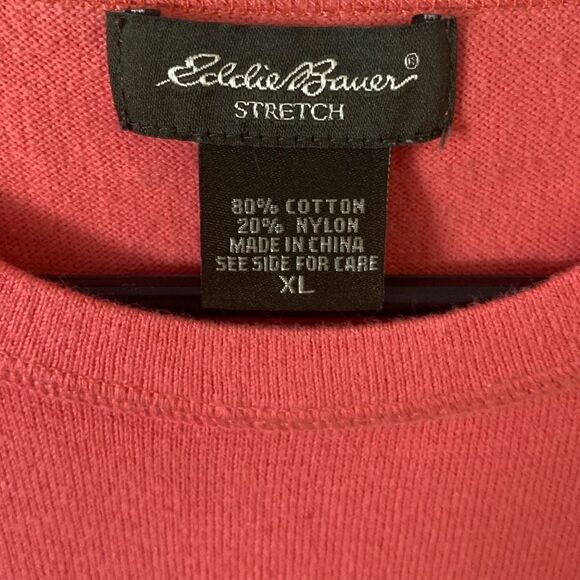 Eddie Bauer®
STRETCH
80% COTTON
20% NYLON
MADE IN CHINA
SEE SIDE FOR CARE
XL